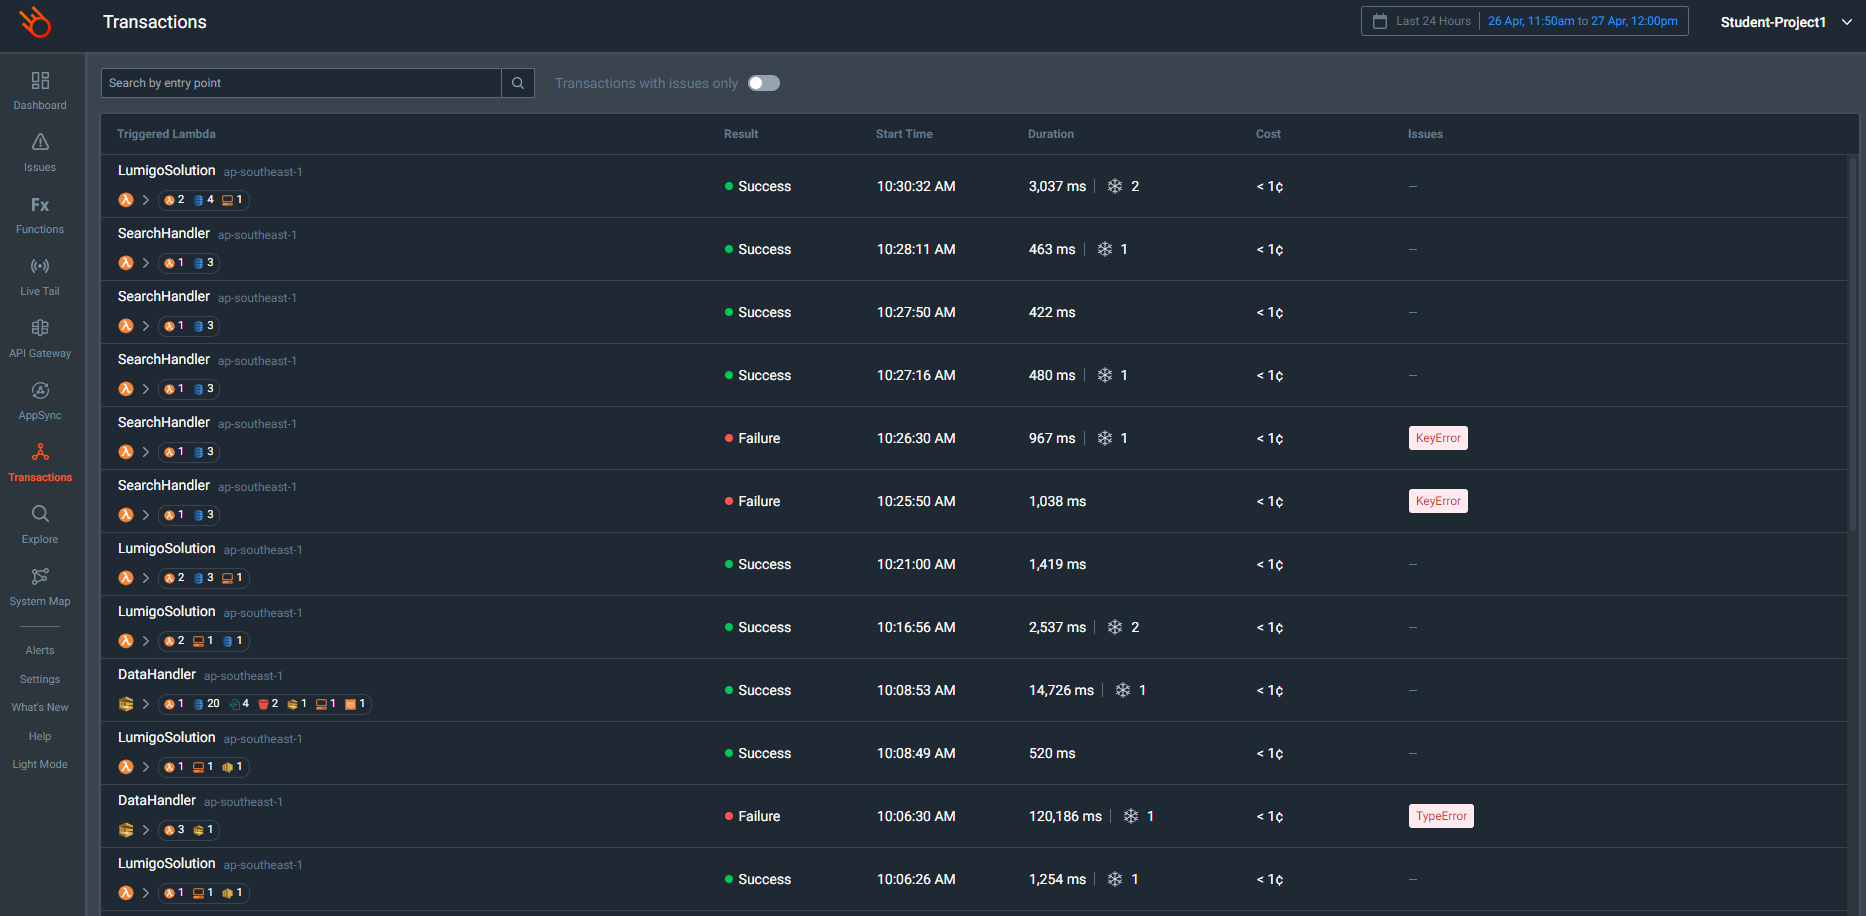 Transactions
Last 24 Hours 26 Apr, 11:50am to 27 Apr, 12:00pm
Student-Project1
Dashboard
Issues
Fx
Functions
Live Tail
API Gateway
AppSync
Transactions
Explore
System Map
Alerts
Settings
What's New
Help
Light Mode
Search by entry point
Transactions with issues only
Triggered Lambda Result Start Time Duration Cost Issues
LumigoSolution ap-southeast-1
2 4 1
Success 10:30:32 AM 3,037 ms 2 < 1¢ –
SearchHandler ap-southeast-1
1 3
Success 10:28:11 AM 463 ms 1 < 1¢ –
SearchHandler ap-southeast-1
1 3
Success 10:27:50 AM 422 ms < 1¢ –
SearchHandler ap-southeast-1
1 3
Success 10:27:16 AM 480 ms 1 < 1¢ –
SearchHandler ap-southeast-1
1 3
Failure 10:26:30 AM 967 ms 1 < 1¢ KeyError
SearchHandler ap-southeast-1
1 3
Failure 10:25:50 AM 1,038 ms < 1¢ KeyError
LumigoSolution ap-southeast-1
2 3 1
Success 10:21:00 AM 1,419 ms < 1¢ –
LumigoSolution ap-southeast-1
2 1 1
Success 10:16:56 AM 2,537 ms 2 < 1¢ –
DataHandler ap-southeast-1
1 20 4 2 1 1 1
Success 10:08:53 AM 14,726 ms 1 < 1¢ –
LumigoSolution ap-southeast-1
1 1 1
Success 10:08:49 AM 520 ms < 1¢ –
DataHandler ap-southeast-1
3 1
Failure 10:06:30 AM 120,186 ms 1 < 1¢ TypeError
LumigoSolution ap-southeast-1
1 1 1
Success 10:06:26 AM 1,254 ms 1 < 1¢ –